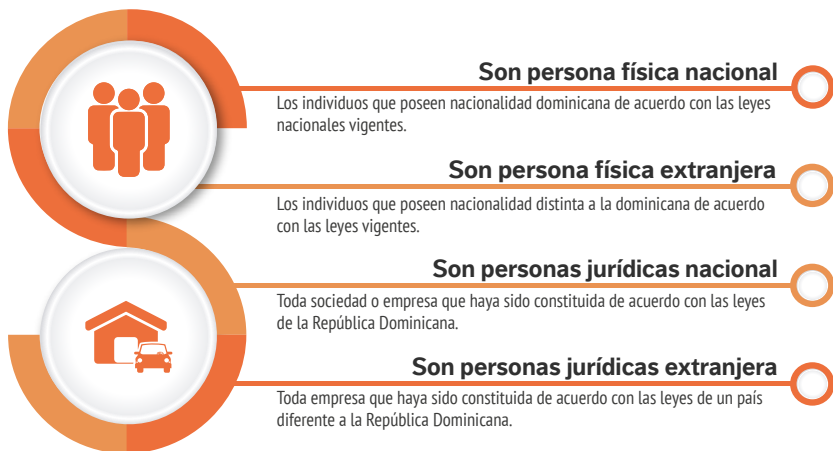 Son persona física nacional
Los individuos que poseen nacionalidad dominicana de acuerdo con las leyes
nacionales vigentes.
Son persona física extranjera
Los individuos que poseen nacionalidad distinta a la dominicana de acuerdo
con las leyes vigentes.
Son personas jurídicas nacional
Toda sociedad o empresa que haya sido constituida de acuerdo con las leyes
de la República Dominicana.
Son personas jurídicas extranjera
Toda empresa que haya sido constituida de acuerdo con las leyes de un país
diferente a la República Dominicana.